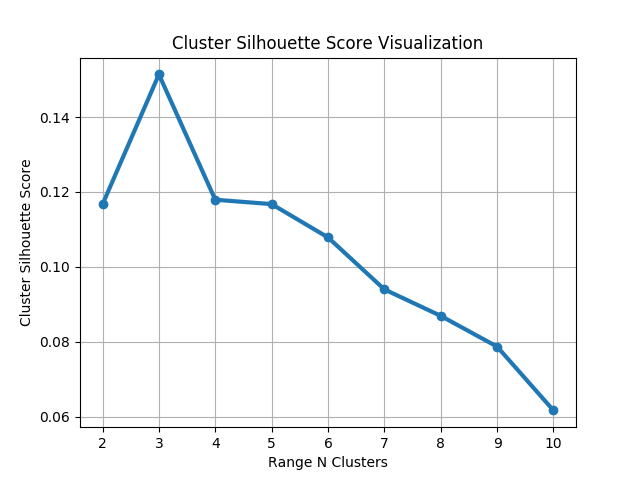 Cluster Silhouette Score Visualization
Cluster Silhouette Score
0.14
0.12
0.10
0.08
0.06
2 3 4 5 6 7 8 9 10
Range N Clusters